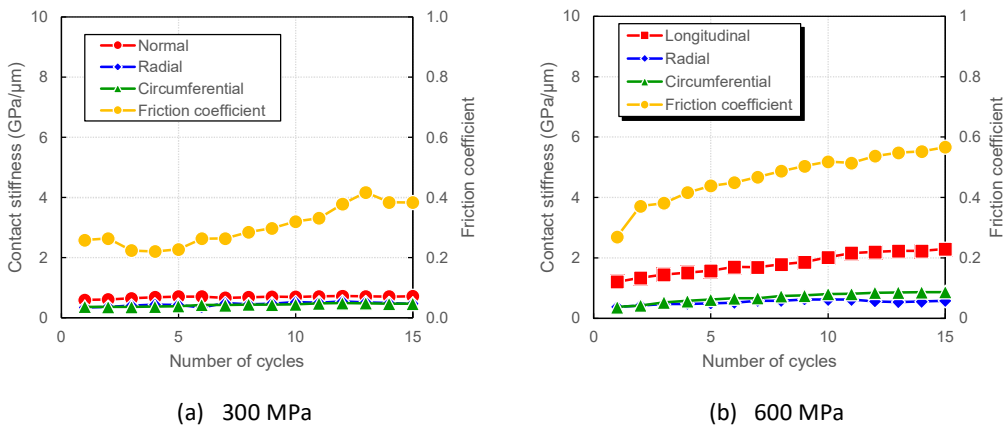 10
8
6
4
2
0
Contact stiffness (GPa/μm)
Normal
Radial
Circumferential
Friction coefficient
1.0
0.8
0.6
0.4
0.2
0.0
Friction coefficient
0
5
10
15
Number of cycles
(a) 300 MPa
10
8
6
4
2
0
Contact stiffness (GPa/μm)
Longitudinal
Radial
Circumferential
Friction coefficient
1
0.8
0.6
0.4
0.2
0
Friction coefficient
0
5
10
15
Number of cycles
(b) 600 MPa